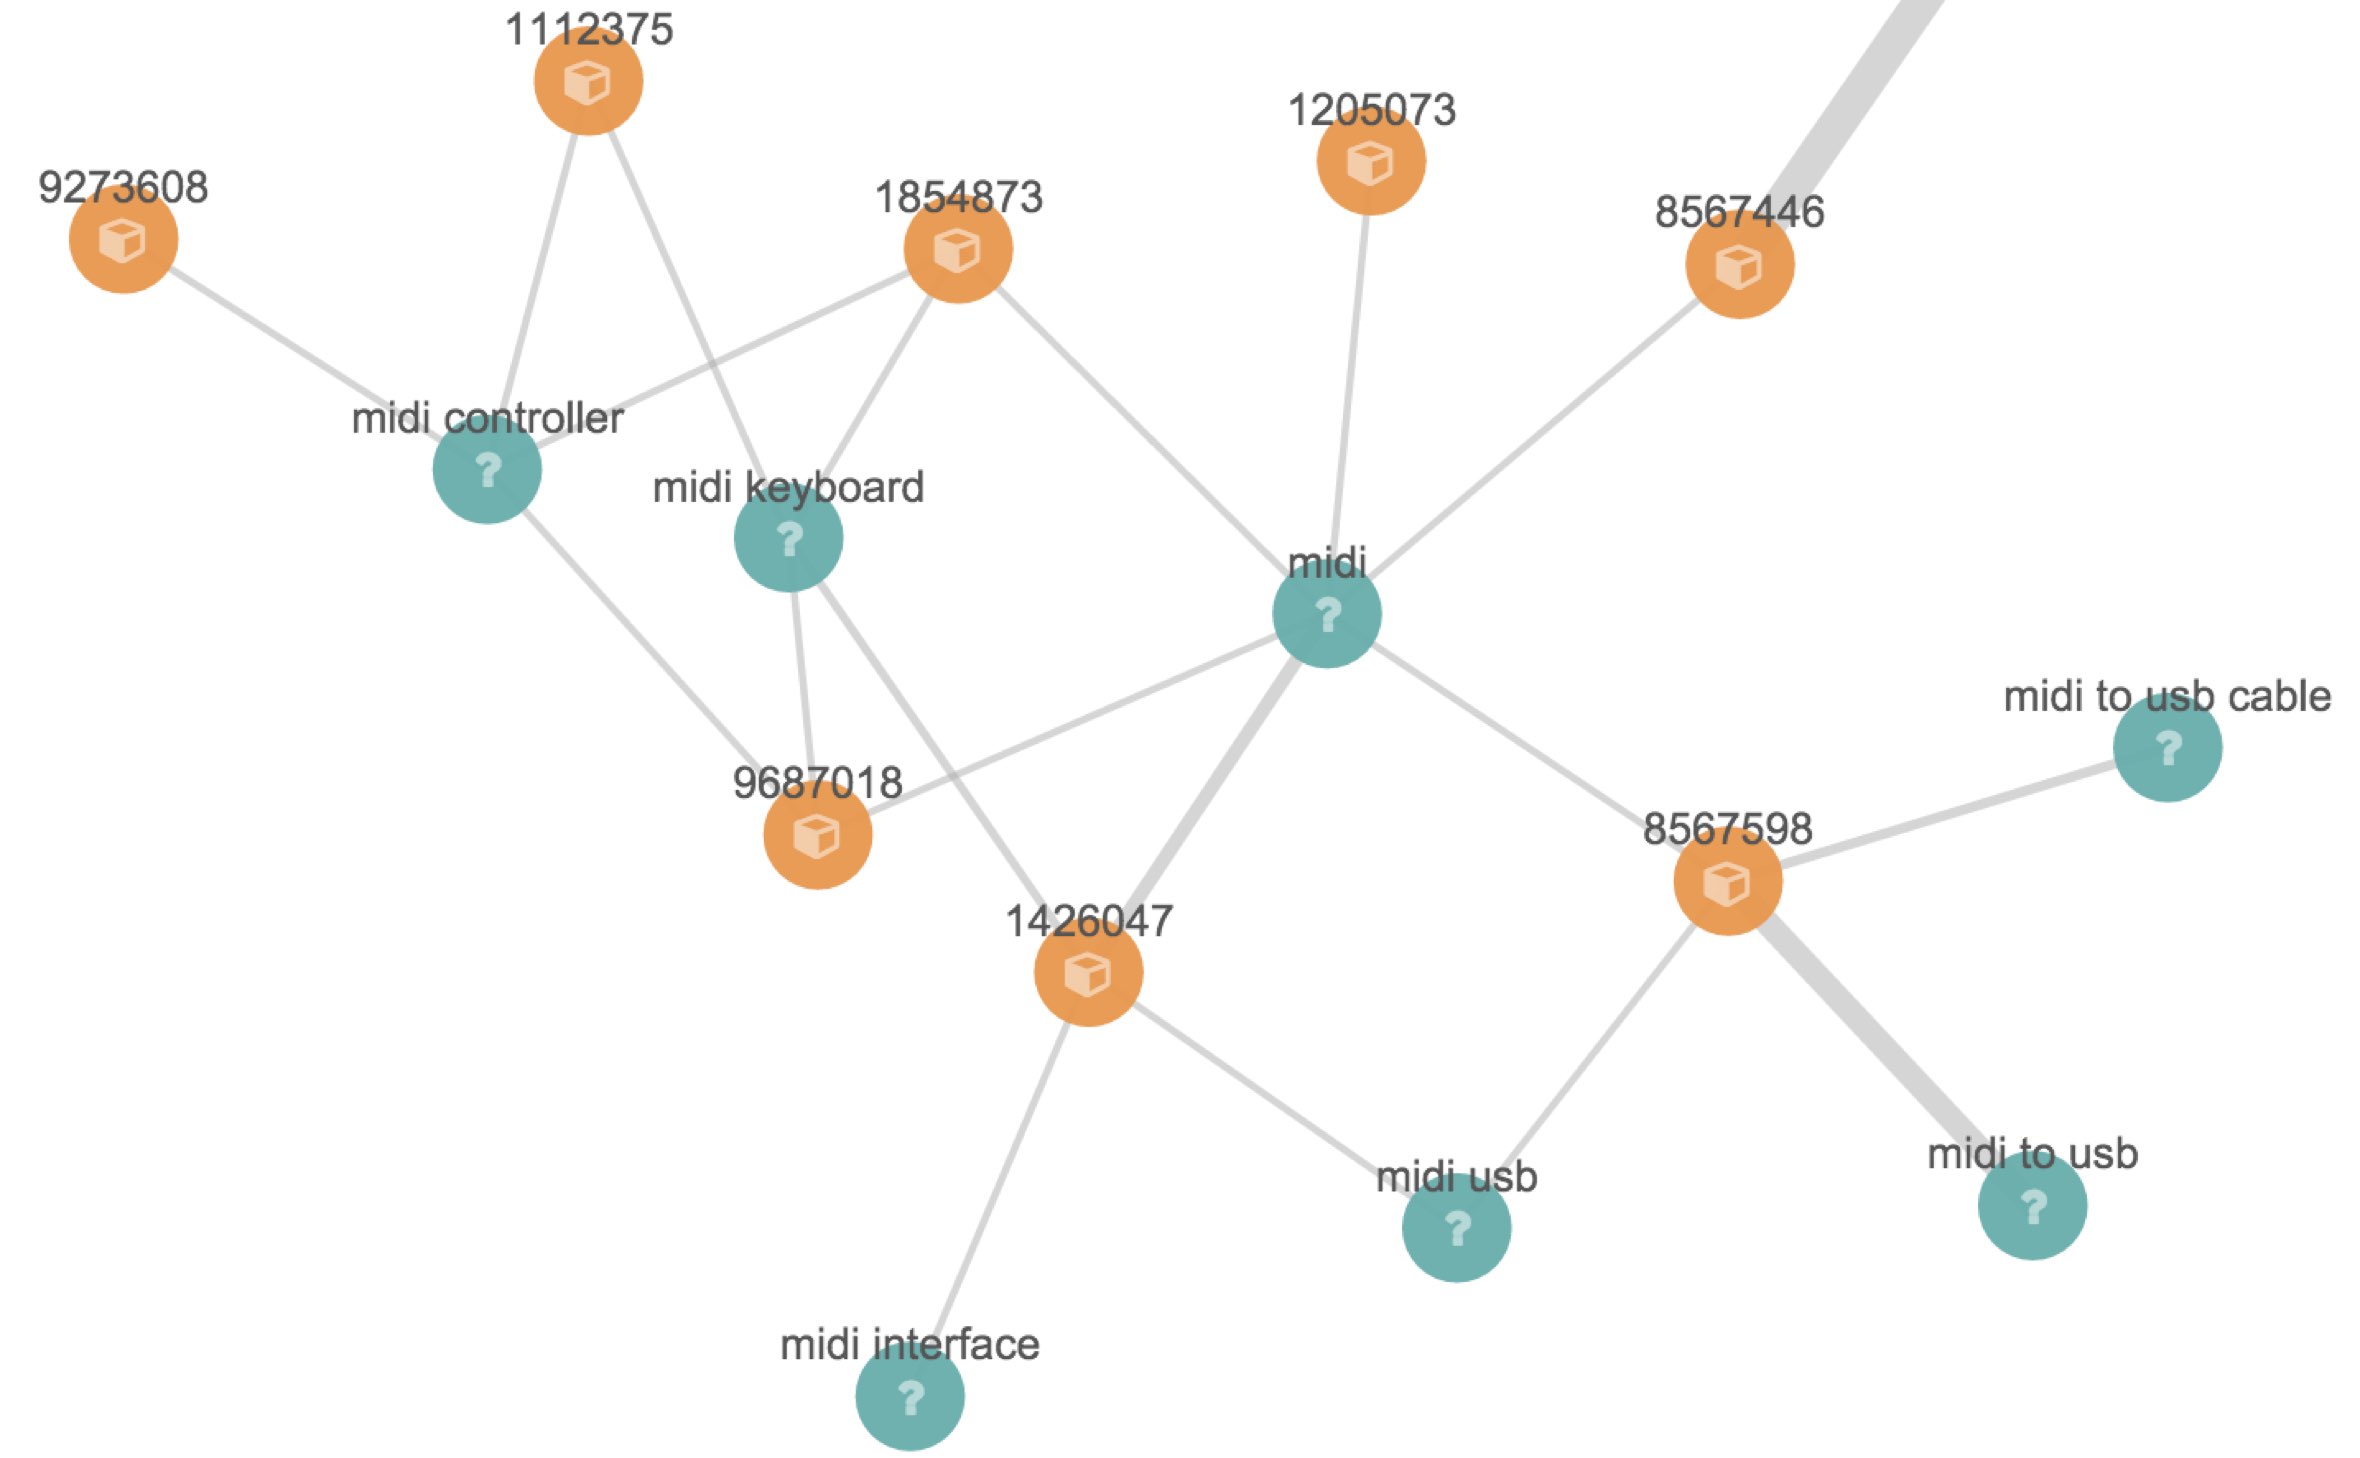 1112375
1205073
9273608
1854873
8567446
midi controller
midi keyboard
midi
midi to usb cable
9687018
8567598
1426047
midi to usb
midi usb
midi interface